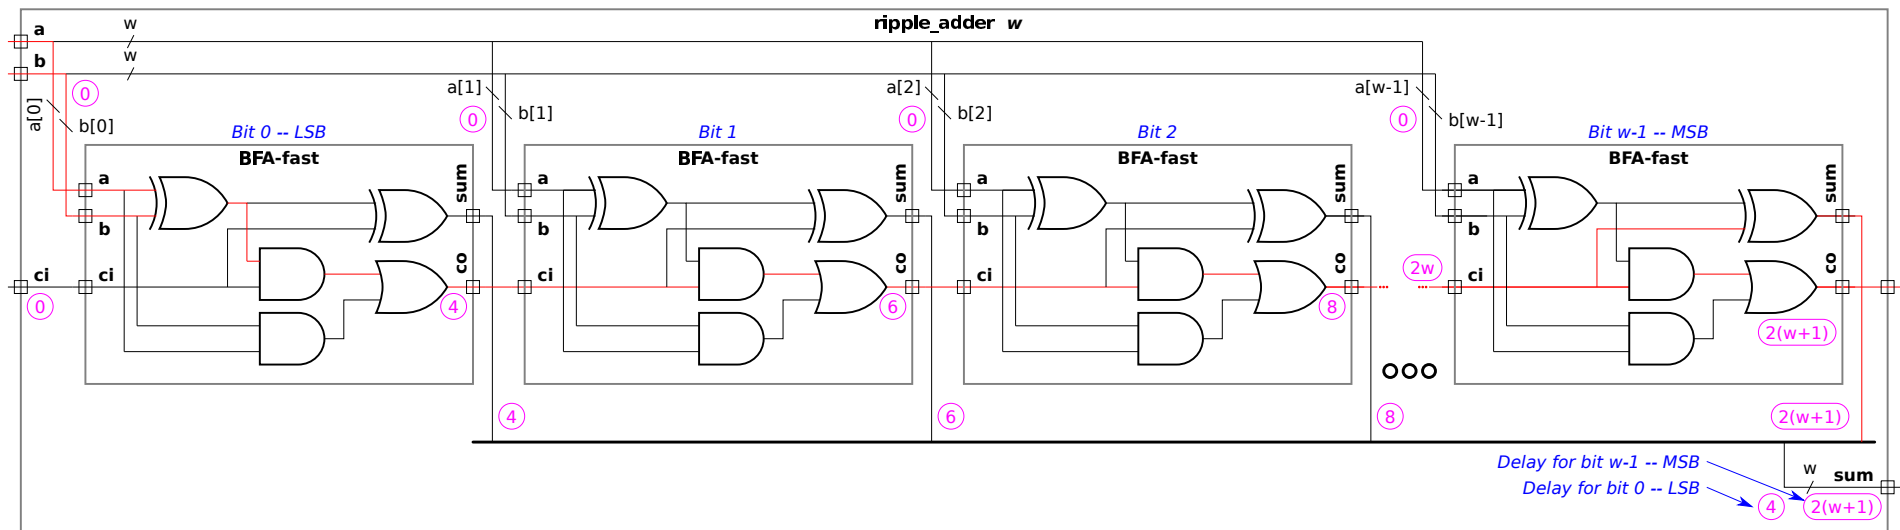 ripple_adder w
a
w
b
w
0
a[0]
b[0]
a[1]
b[1]
0
a[2]
b[2]
0
a[w-1]
b[w-1]
0
Bit 0 -- LSB
Bit 1
Bit 2
Bit w-1 -- MSB
BFA-fast
a
b
ci
sum
co
4
BFA-fast
a
b
ci
sum
co
6
BFA-fast
a
b
ci
sum
co
8
2w
BFA-fast
a
b
ci
sum
co
2(w+1)
ci
0
4
6
8
2(w+1)
Delay for bit w-1 -- MSB
Delay for bit 0 -- LSB
w
sum
4
2(w+1)